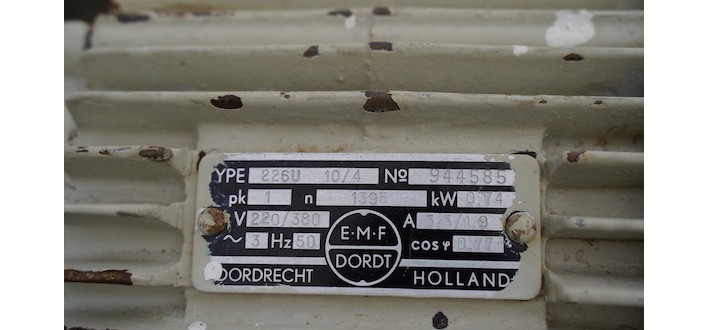 TYPE 226U 10/4 No 944585
pk 1 n 1395 kW 0,74
V 220/380 A 3,3/1,9
~ 3 Hz 50 cos φ 0,77
E·M·F
DORDT
DORDRECHT HOLLAND